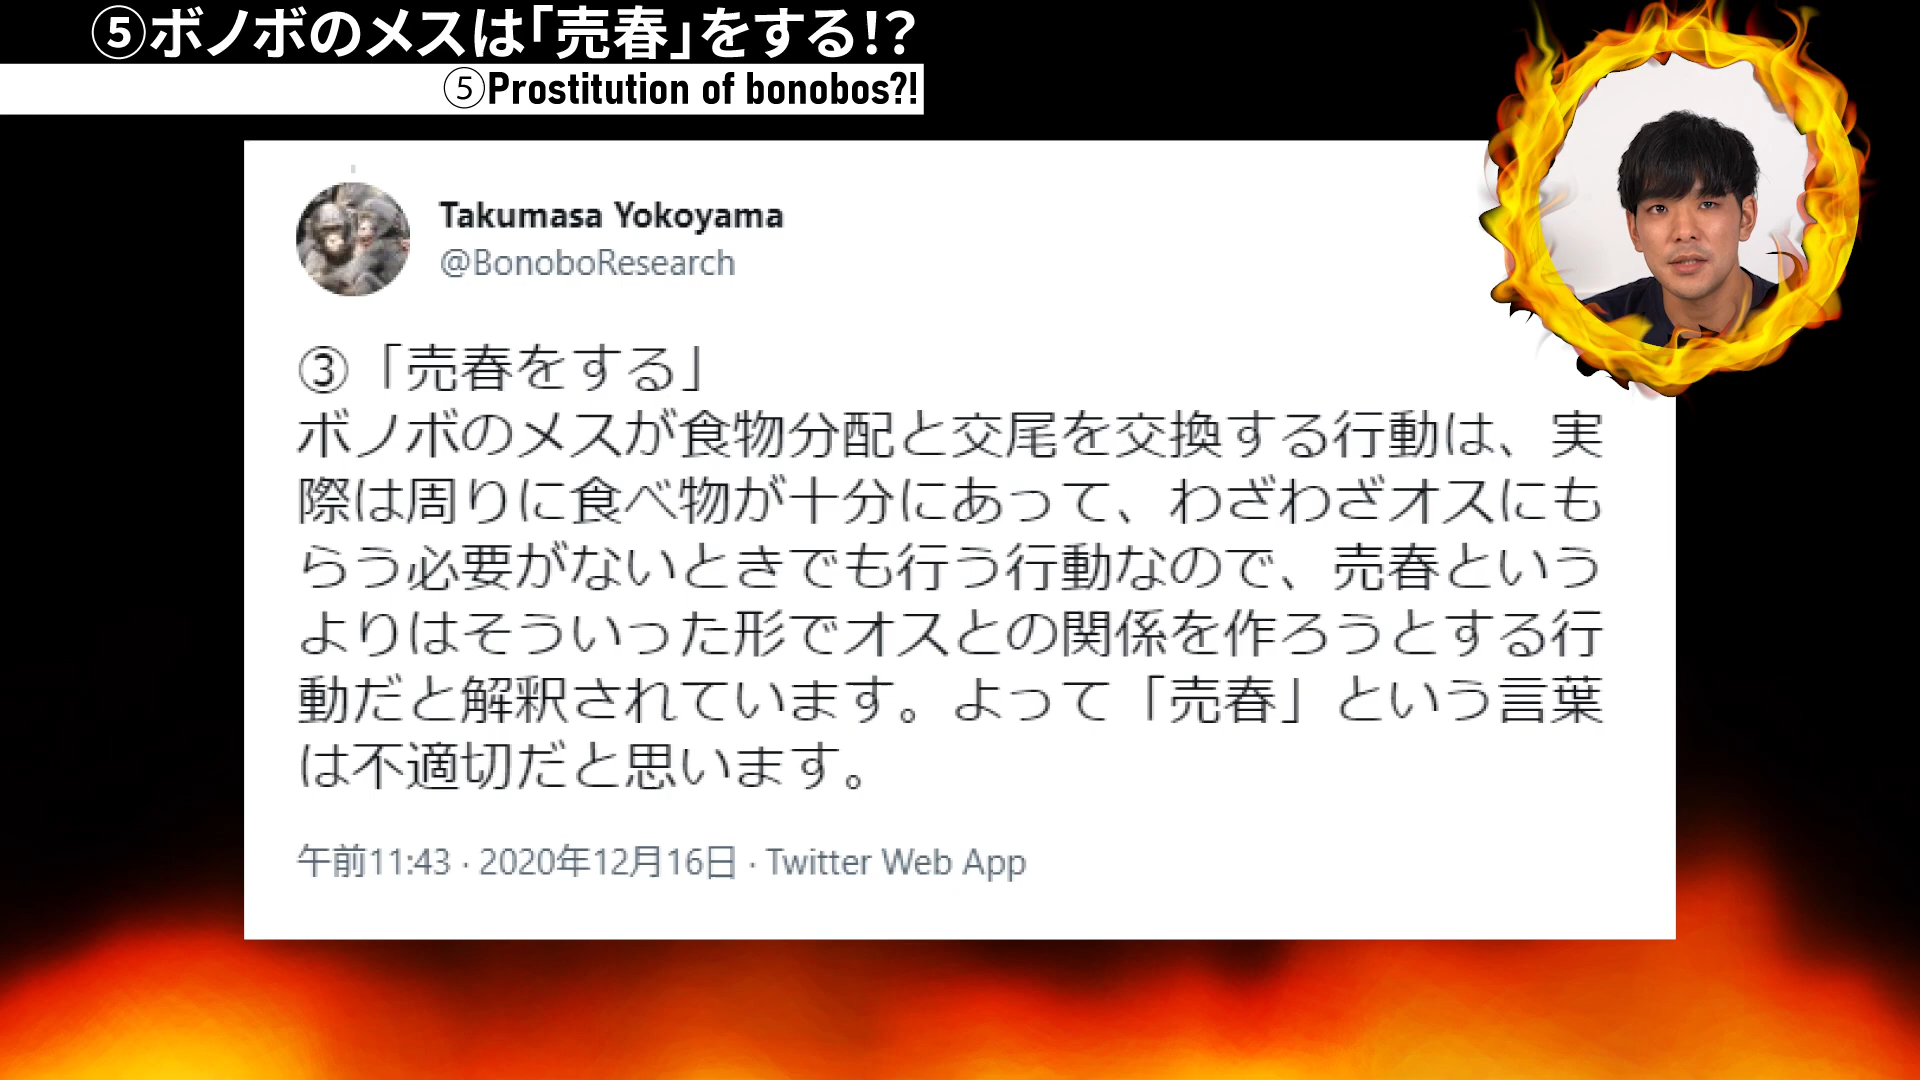 ⑤ボノボのメスは「売春」をする!?
⑤Prostitution of bonobos?!
Takumasa Yokoyama
@BonoboResearch
③「売春をする」
ボノボのメスが食物分配と交尾を交換する行動は、実
際は周りに食べ物が十分にあって、わざわざオスにも
らう必要がないときでも行う行動なので、売春という
よりはそういった形でオスとの関係を作ろうとする行
動だと解釈されています。よって「売春」という言葉
は不適切だと思います。
午前11:43 · 2020年12月16日 · Twitter Web App